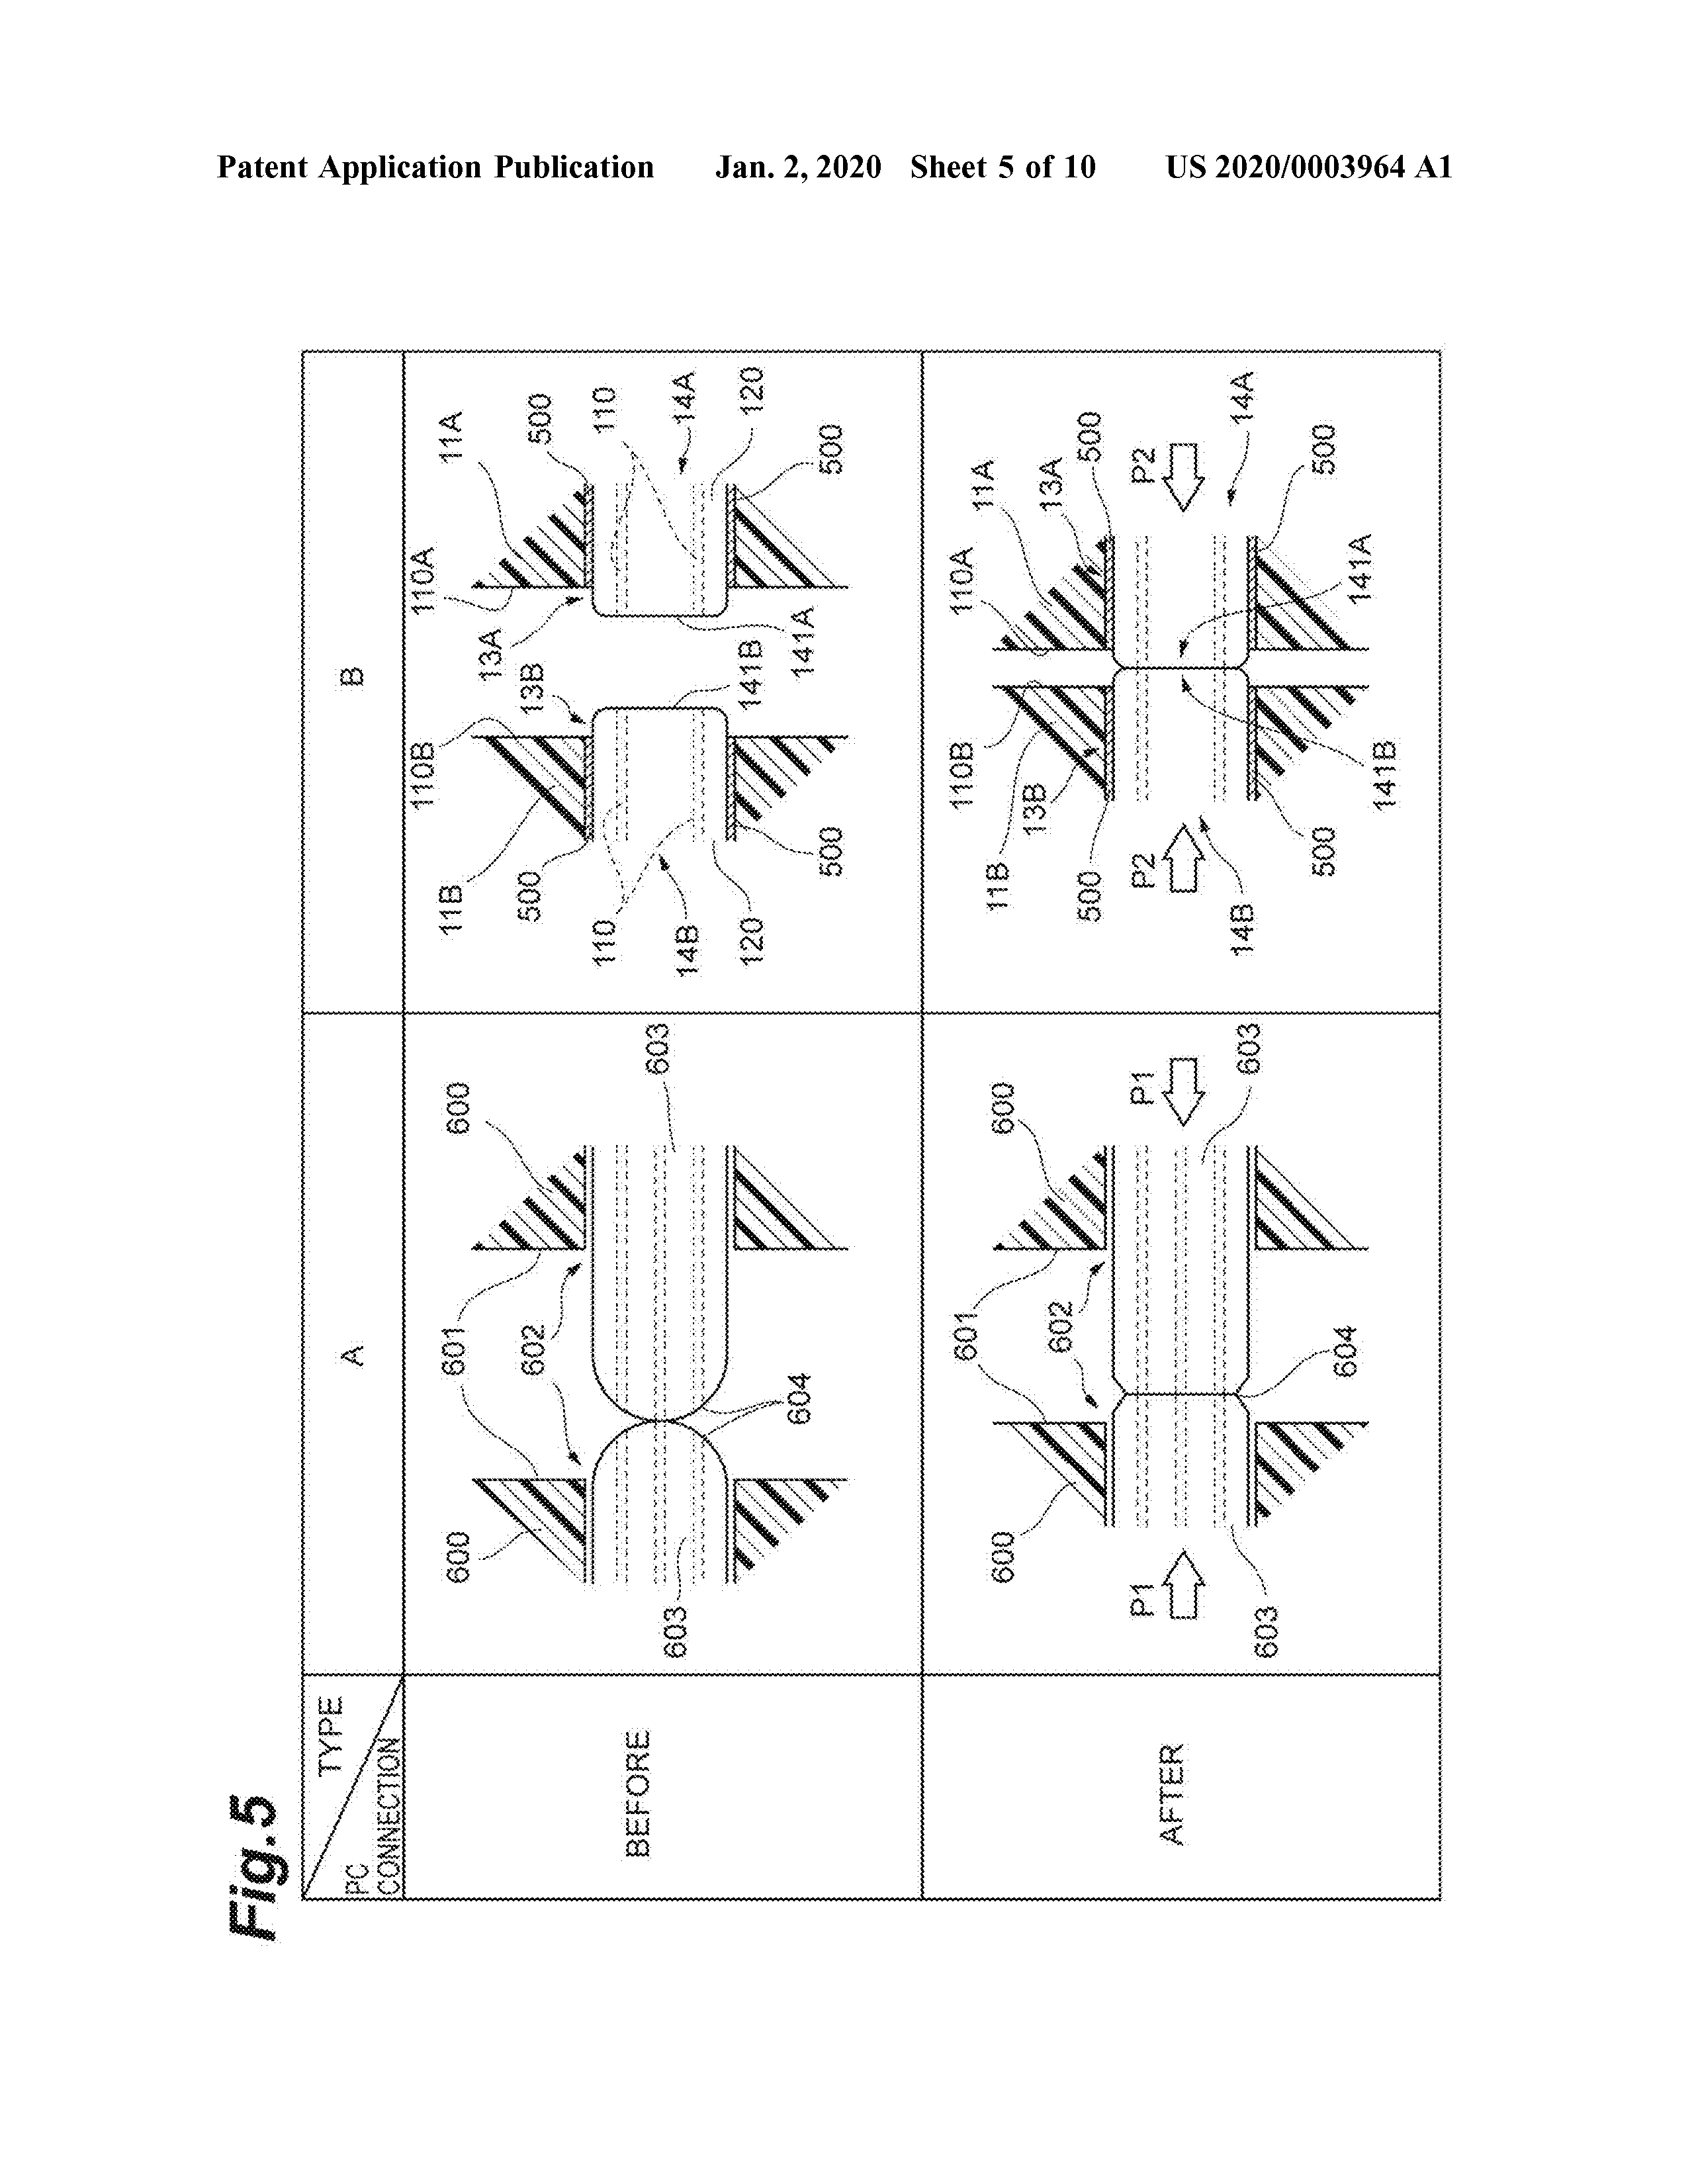 Patent Application Publication Jan. 2, 2020 Sheet 5 of 10 US 2020/0003964 A1
Fig.5
TYPE
PC
CONNECTION
A
B
BEFORE
600
601
600
602
603
604
603
11B
110B
110A
11A
500
13B
13A
500
110
110
14B
141B
14A
120
141A
120
500
500
AFTER
600
601
600
602
P1
P1
603
604
603
11B
110B
110A
11A
13B
13A
500
500
P2
P2
14B
14A
500
500
141B
141A